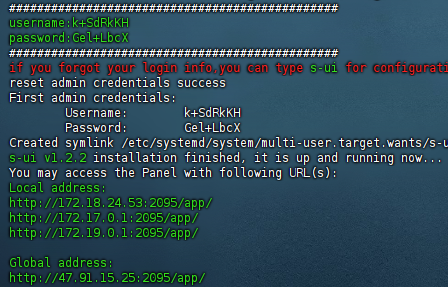 ###########################################
username:k+SdRkKH
password:Gel+LbcX
###########################################
if you forgot your login info,you can type s-ui for configurati
reset admin credentials success
First admin credentials:
Username: k+SdRkKH
Password: Gel+LbcX
Created symlink /etc/systemd/system/multi-user.target.wants/s-u
s-ui v1.2.2 installation finished, it is up and running now...
You may access the Panel with following URL(s):
Local address:
http://172.18.24.53:2095/app/
http://172.17.0.1:2095/app/
http://172.19.0.1:2095/app/
Global address:
http://47.91.15.25:2095/app/